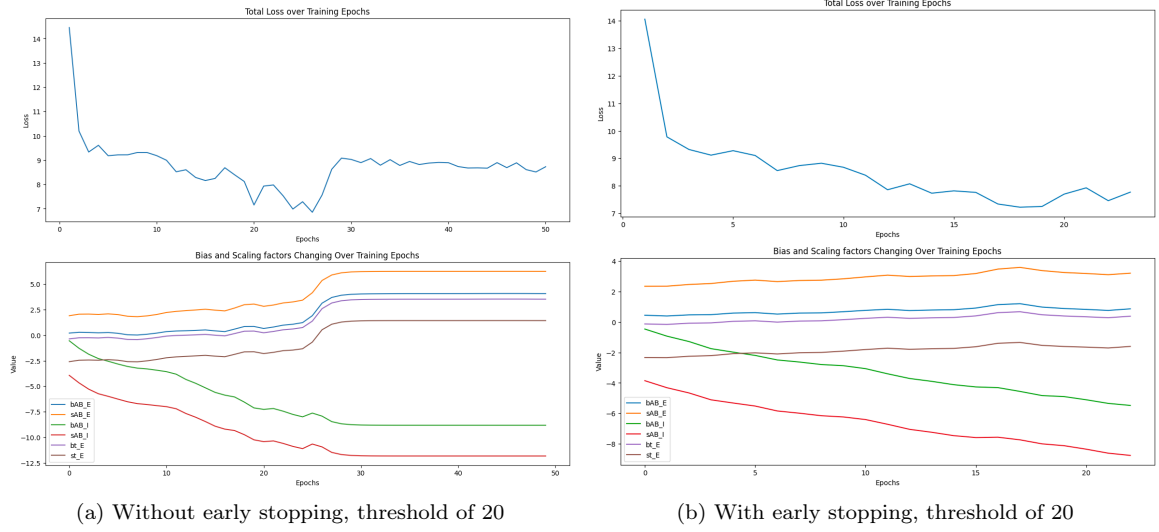 Total Loss over Training Epochs
14
13
12
11
10
9
8
7
Loss
0 10 20 30 40 50
Epochs
Bias and Scaling factors Changing Over Training Epochs
5.0
2.5
0.0
−2.5
−5.0
−7.5
−10.0
−12.5
Value
bAB_E
sAB_E
bAB_I
sAB_I
bt_E
st_E
0 10 20 30 40 50
Epochs
(a) Without early stopping, threshold of 20
Total Loss over Training Epochs
14
13
12
11
10
9
8
7
Loss
0 5 10 15 20
Epochs
Bias and Scaling factors Changing Over Training Epochs
4
2
0
−2
−4
−6
−8
Value
bAB_E
sAB_E
bAB_I
sAB_I
bt_E
st_E
0 5 10 15 20
Epochs
(b) With early stopping, threshold of 20